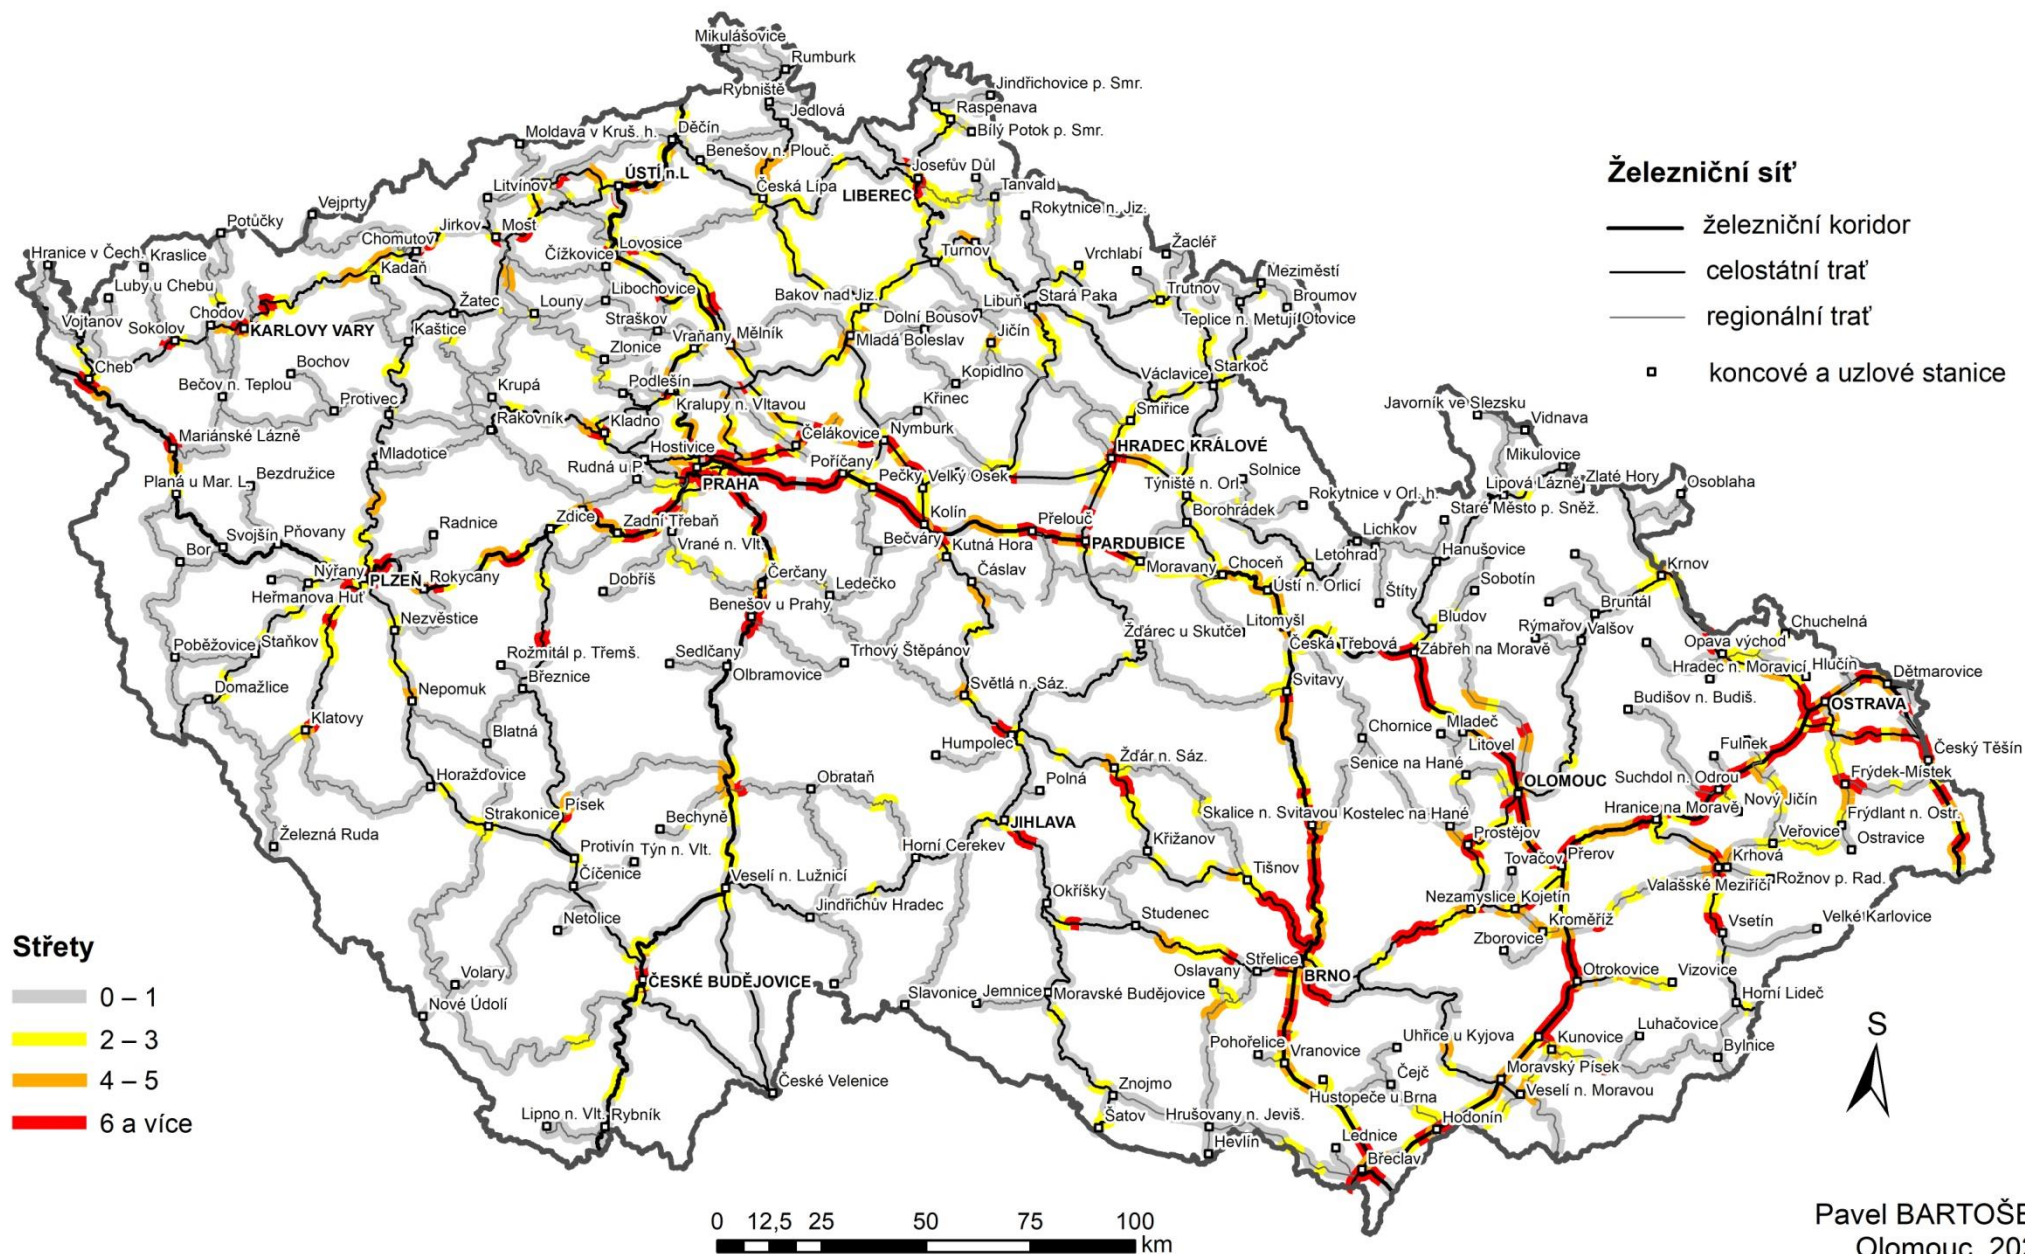 Mikulášovice
Rumburk
Rybniště
Jedlová
Jindřichovice p. Smr.
Raspenava
Bílý Potok p. Smr.
Moldava v Kruš. h.
Děčín
Benešov n. Plouč.
ÚSTÍ n.L
Česká Lípa
Josefův Důl
LIBEREC
Tanvald
Rokytnice n. Jiz.
Litvínov
Vejprty
Potůčky
Jirkov
Most
Chomutov
Lovosice
Čížkovice
Turnov
Vrchlabí
Žacléř
Meziměstí
Broumov
Otovice
Teplice n. Metují
Trutnov
Hranice v Čech.
Kraslice
Luby u Chebu
Kadaň
Libochovice
Žatec
Louny
Bakov nad Jiz.
Libuň
Stará Paka
Dolní Bousov
Chodov
Vojtanov
Sokolov
KARLOVY VARY
Kaštice
Straškov
Vraňany
Mělník
Mladá Boleslav
Jičín
Cheb
Bečov n. Teplou
Bochov
Zlonice
Podlešín
Kopidlno
Václavice
Starkoč
Krupá
Protivec
Rakovník
Kladno
Kralupy n. Vltavou
Křinec
Smiřice
Javorník ve Slezsku
Vidnava
Mariánské Lázně
Mladotice
Hostivice
Čelákovice
Nymburk
HRADEC KRÁLOVÉ
Mikulovice
Planá u Mar. L.
Bezdružice
Rudná u P.
PRAHA
Poříčany
Pečky
Velký Osek
Solnice
Týniště n. Orl.
Rokytnice v Orl. h.
Lipová Lázně
Zlaté Hory
Osoblaha
Staré Město p. Sněž.
Svojšín
Pňovany
Radnice
Zdice
Zadní Třebaň
Vrané n. Vlt.
Kolín
Přelouč
Borohrádek
Lichkov
Bor
Bečváry
Kutná Hora
PARDUBICE
Letohrad
Hanušovice
Nýřany
PLZEŇ
Rokycany
Heřmanova Huť
Dobříš
Čerčany
Ledečko
Čáslav
Moravany
Choceň
Ústí n. Orlicí
Štíty
Sobotín
Krnov
Nezvěstice
Benešov u Prahy
Litomyšl
Bludov
Bruntál
Poběžovice
Staňkov
Rožmitál p. Třemš.
Sedlčany
Trhový Štěpánov
Žďárec u Skutče
Česká Třebová
Zábřeh na Moravě
Rýmařov
Valšov
Opava východ
Chuchelná
Březnice
Olbramovice
Hradec n. Moravicí
Hlučín
Dětmarovice
Domažlice
Nepomuk
Světlá n. Sáz.
Svitavy
Budišov n. Budiš.
OSTRAVA
Klatovy
Blatná
Humpolec
Chornice
Mladeč
Litovel
Fulnek
Český Těšín
Horažďovice
Obrataň
Polná
Žďár n. Sáz.
Senice na Hané
OLOMOUC
Suchdol n. Odrou
Frýdek-Místek
Železná Ruda
Strakonice
Písek
Bechyně
JIHLAVA
Skalice n. Svitavou
Kostelec na Hané
Hranice na Moravě
Nový Jičín
Frýdlant n. Ostr.
Protivín
Týn n. Vlt.
Horní Cerekev
Křižanov
Prostějov
Veřovice
Ostravice
Číčenice
Veselí n. Lužnicí
Tišnov
Tovačov
Přerov
Krhová
Valašské Meziříčí
Rožnov p. Rad.
Netolice
Jindřichův Hradec
Okříšky
Studenec
Nezamyslice
Kojetín
Kroměříž
Zborovice
Vsetín
Velké Karlovice
Volary
Nové Údolí
ČESKÉ BUDĚJOVICE
Slavonice
Jemnice
Moravské Budějovice
Střelice
Oslavany
BRNO
Otrokovice
Vizovice
Horní Lideč
Pohořelice
Vranovice
Uhřice u Kyjova
Kunovice
Luhačovice
Bylnice
Lipno n. Vlt.
Rybník
České Velenice
Znojmo
Šatov
Čejč
Hustopeče u Brna
Moravský Písek
Veselí n. Moravou
Hrušovany n. Jeviš.
Hevlín
Lednice
Hodonín
Břeclav
Železniční síť
železniční koridor
celostátní trať
regionální trať
koncové a uzlové stanice
Střety
0 – 1
2 – 3
4 – 5
6 a více
S
0 12,5 25 50 75 100
km
Pavel BARTOŠE
Olomouc, 202